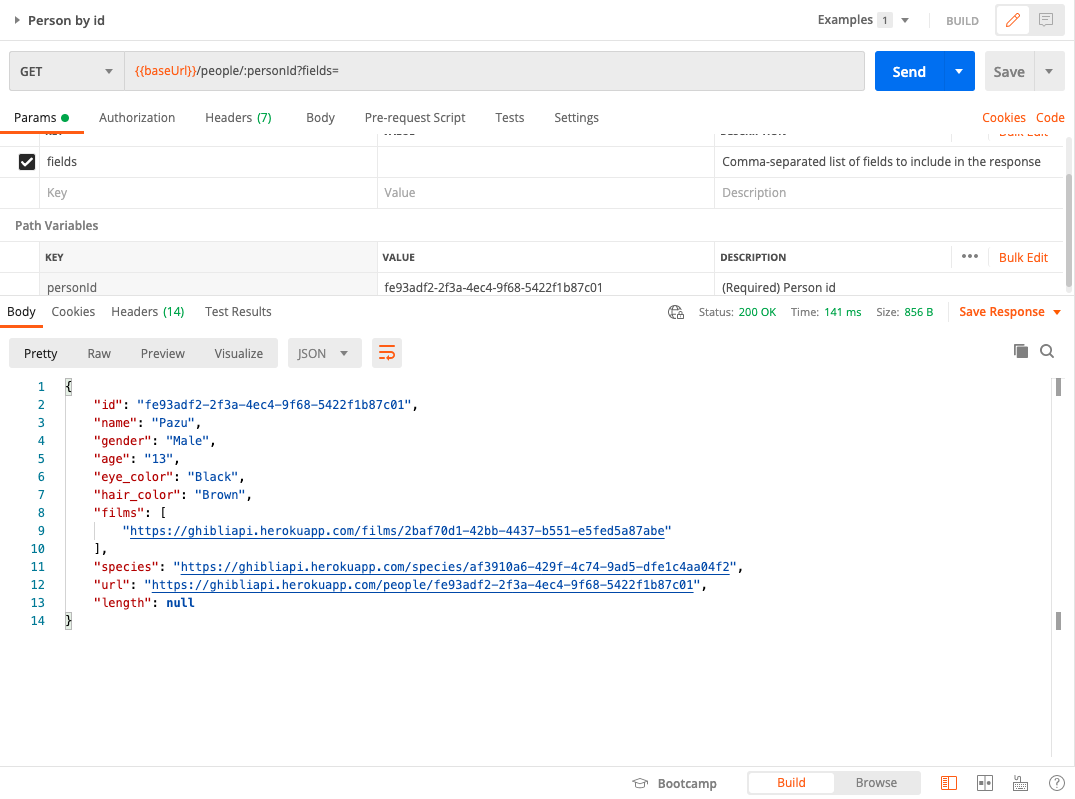 Person by id
Examples 1
BUILD
GET
{{baseUrl}}/people/:personId?fields=
Send
Save
Params
Authorization
Headers (7)
Body
Pre-request Script
Tests
Settings
Cookies Code
KEY VALUE DESCRIPTION Bulk Edit
fields Comma-separated list of fields to include in the response
Key Value Description
Path Variables
KEY VALUE DESCRIPTION ••• Bulk Edit
personId fe93adf2-2f3a-4ec4-9f68-5422f1b87c01 (Required) Person id
Body Cookies Headers (14) Test Results
Status: 200 OK Time: 141 ms Size: 856 B Save Response
Pretty Raw Preview Visualize JSON
1 {
2 "id": "fe93adf2-2f3a-4ec4-9f68-5422f1b87c01",
3 "name": "Pazu",
4 "gender": "Male",
5 "age": "13",
6 "eye_color": "Black",
7 "hair_color": "Brown",
8 "films": [
9 "https://ghibliapi.herokuapp.com/films/2baf70d1-42bb-4437-b551-e5fed5a87abe"
10 ],
11 "species": "https://ghibliapi.herokuapp.com/species/af3910a6-429f-4c74-9ad5-dfe1c4aa04f2",
12 "url": "https://ghibliapi.herokuapp.com/people/fe93adf2-2f3a-4ec4-9f68-5422f1b87c01",
13 "length": null
14 }
Bootcamp Build Browse